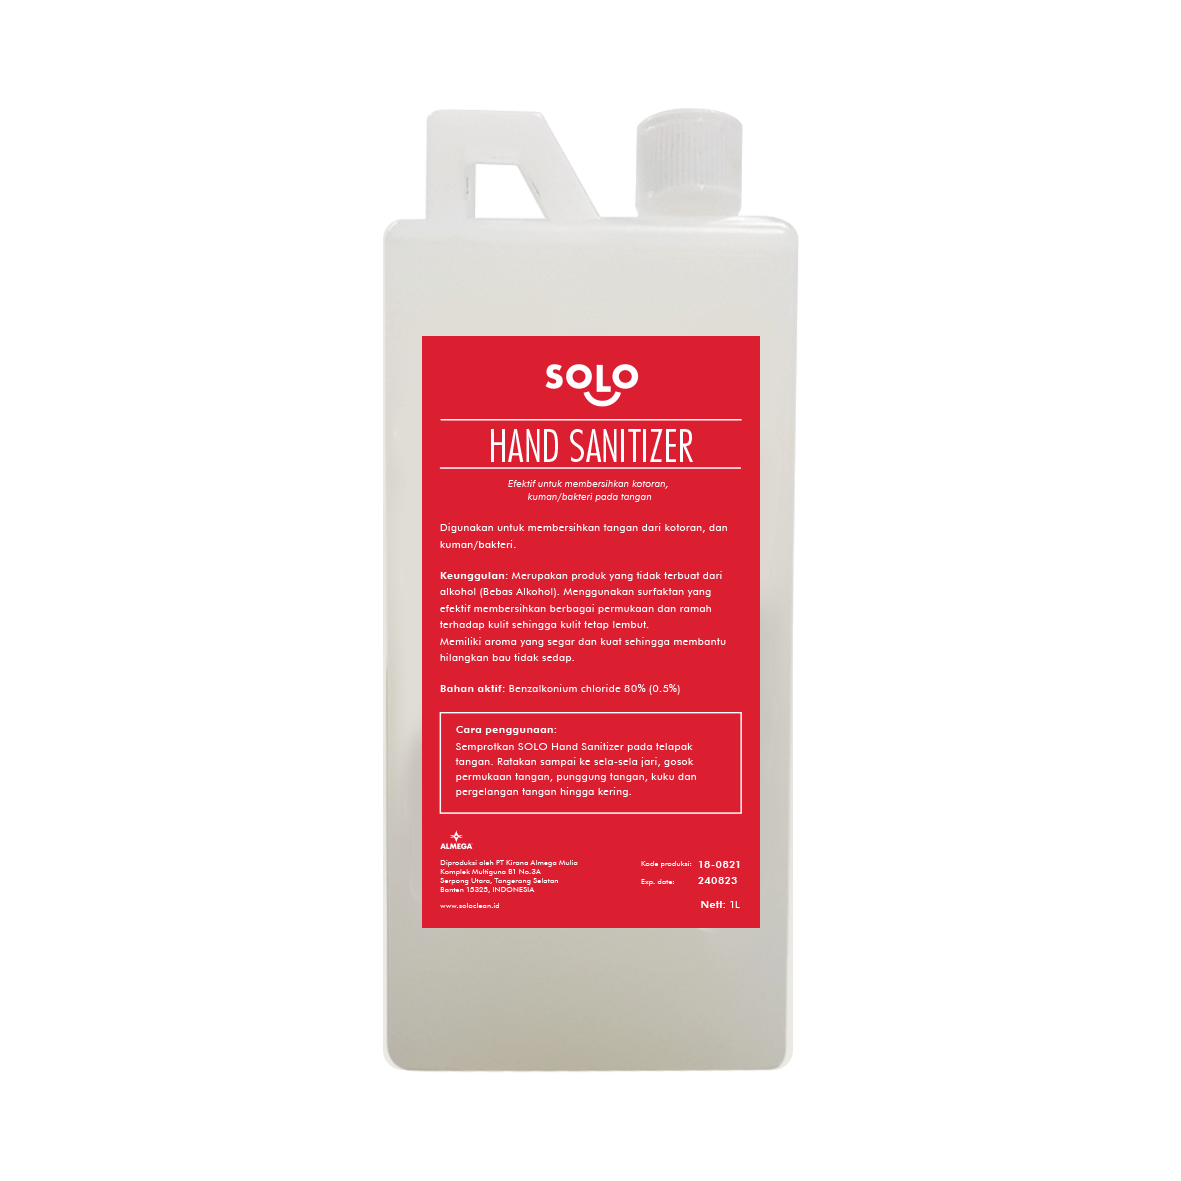 SOLO
HAND SANITIZER
Efektif untuk membersihkan kotoran,
kuman/bakteri pada tangan
Digunakan untuk membersihkan tangan dari kotoran, dan
kuman/bakteri.
Keunggulan: Merupakan produk yang tidak terbuat dari
alkohol (Bebas Alkohol). Menggunakan surfaktan yang
efektif membersihkan berbagai permukaan dan ramah
terhadap kulit sehingga kulit tetap lembut.
Memiliki aroma yang segar dan kuat sehingga membantu
hilangkan bau tidak sedap.
Bahan aktif: Benzalkonium chloride 80% (0.5%)
Cara penggunaan:
Semprotkan SOLO Hand Sanitizer pada telapak
tangan. Ratakan sampai ke sela-sela jari, gosok
permukaan tangan, punggung tangan, kuku dan
pergelangan tangan hingga kering.
ALMEGA
Diproduksi oleh PT Kirana Almega Mulia
Komplek Multiguna B1 No.3A
Serpong Utara, Tangerang Selatan
Banten 15325, INDONESIA
www.soloclean.id
Kode produksi: 18-0821
Exp. date: 240823
Nett: 1L